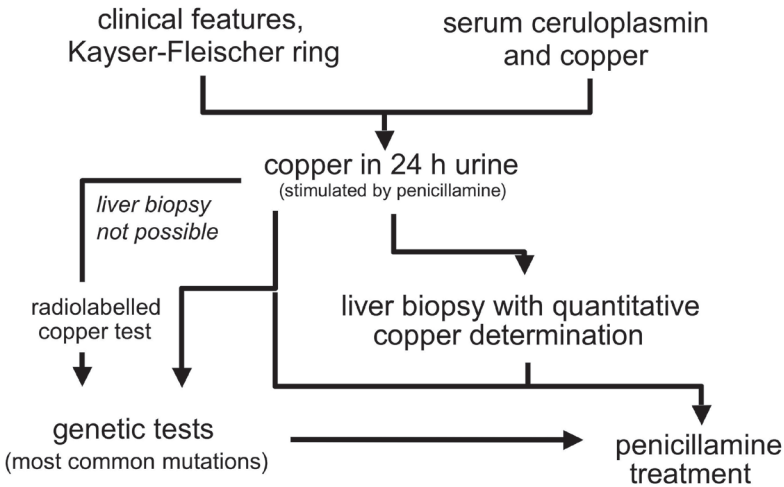 clinical features,
Kayser-Fleischer ring
serum ceruloplasmin
and copper
copper in 24 h urine
(stimulated by penicillamine)
liver biopsy
not possible
radiolabelled
copper test
liver biopsy with quantitative
copper determination
genetic tests
(most common mutations)
penicillamine
treatment